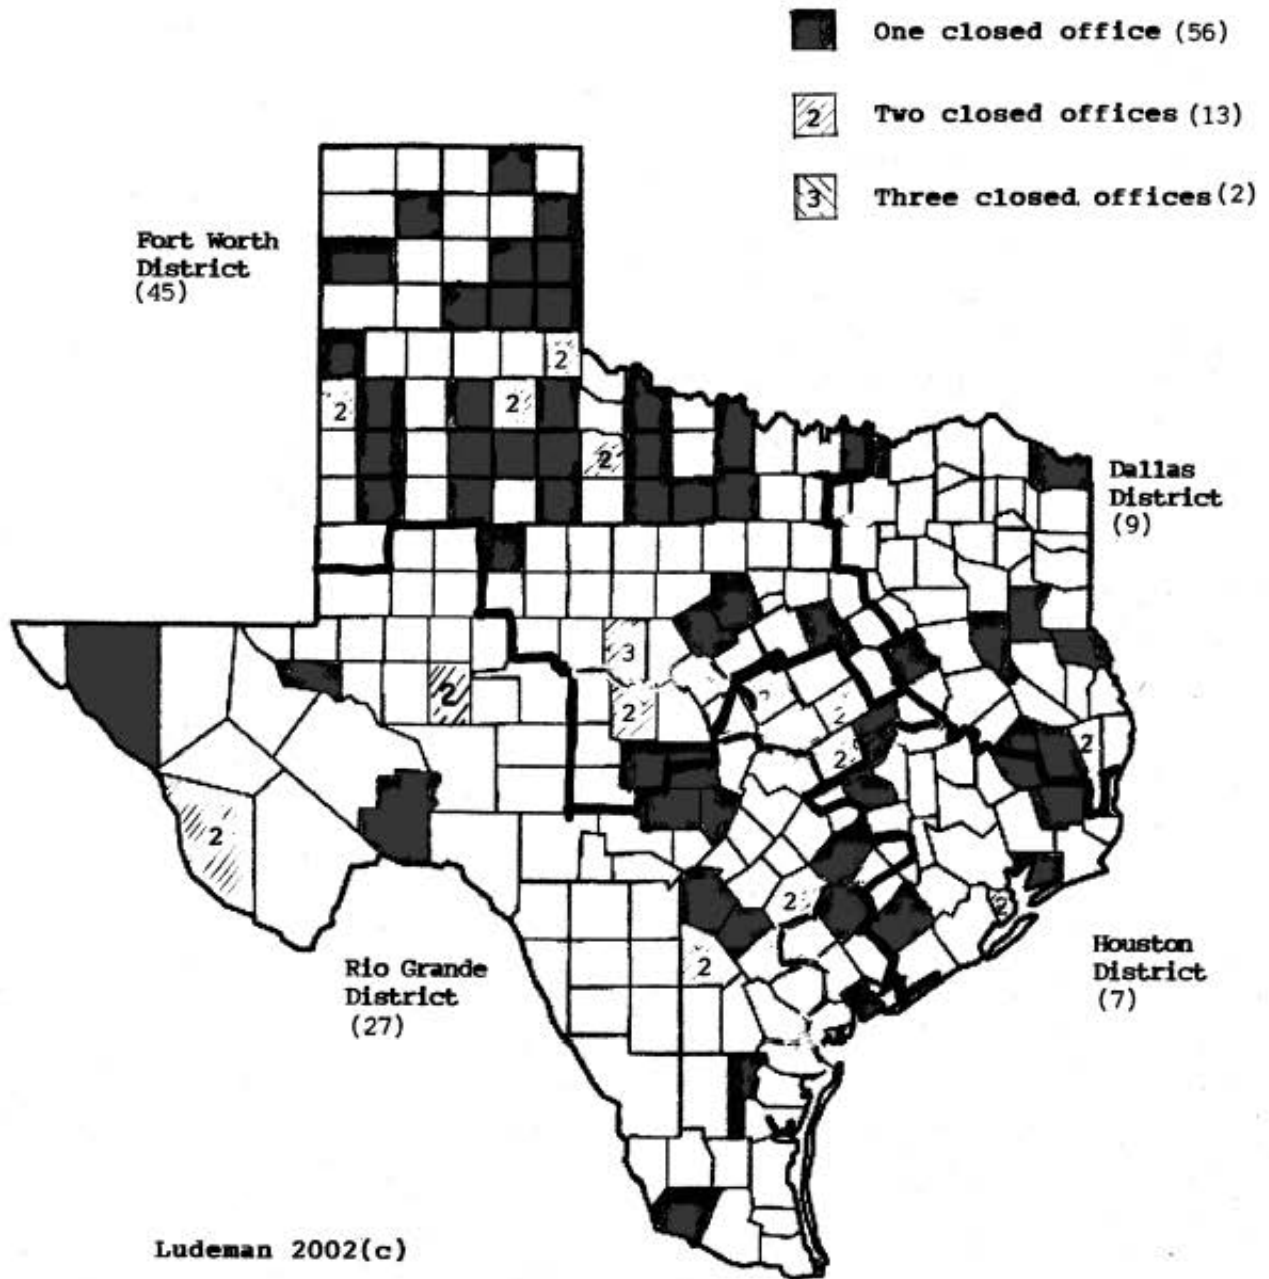 One closed office (56)
2 Two closed offices (13)
3 Three closed offices (2)
Fort Worth
District
(45)
2
2
2
2
Dallas
District
(9)
3
2
2
2
2
2
2
2
2
2
2
Rio Grande
District
(27)
Houston
District
(7)
Ludeman 2002(c)